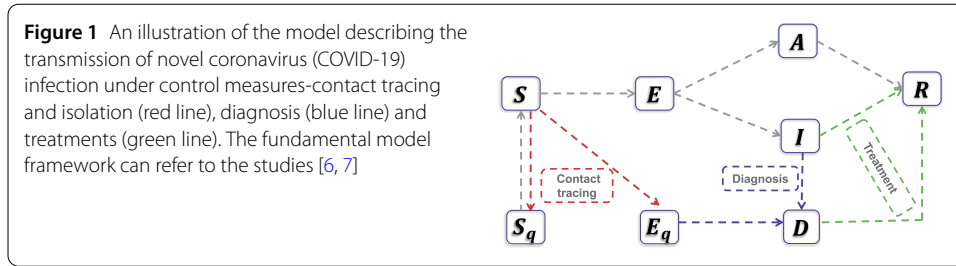 Figure 1 An illustration of the model describing the
transmission of novel coronavirus (COVID-19)
infection under control measures-contact tracing
and isolation (red line), diagnosis (blue line) and
treatments (green line). The fundamental model
framework can refer to the studies [6, 7]
A
S
E
R
I
Treatment
Contact
tracing
Diagnosis
S_q
E_q
D